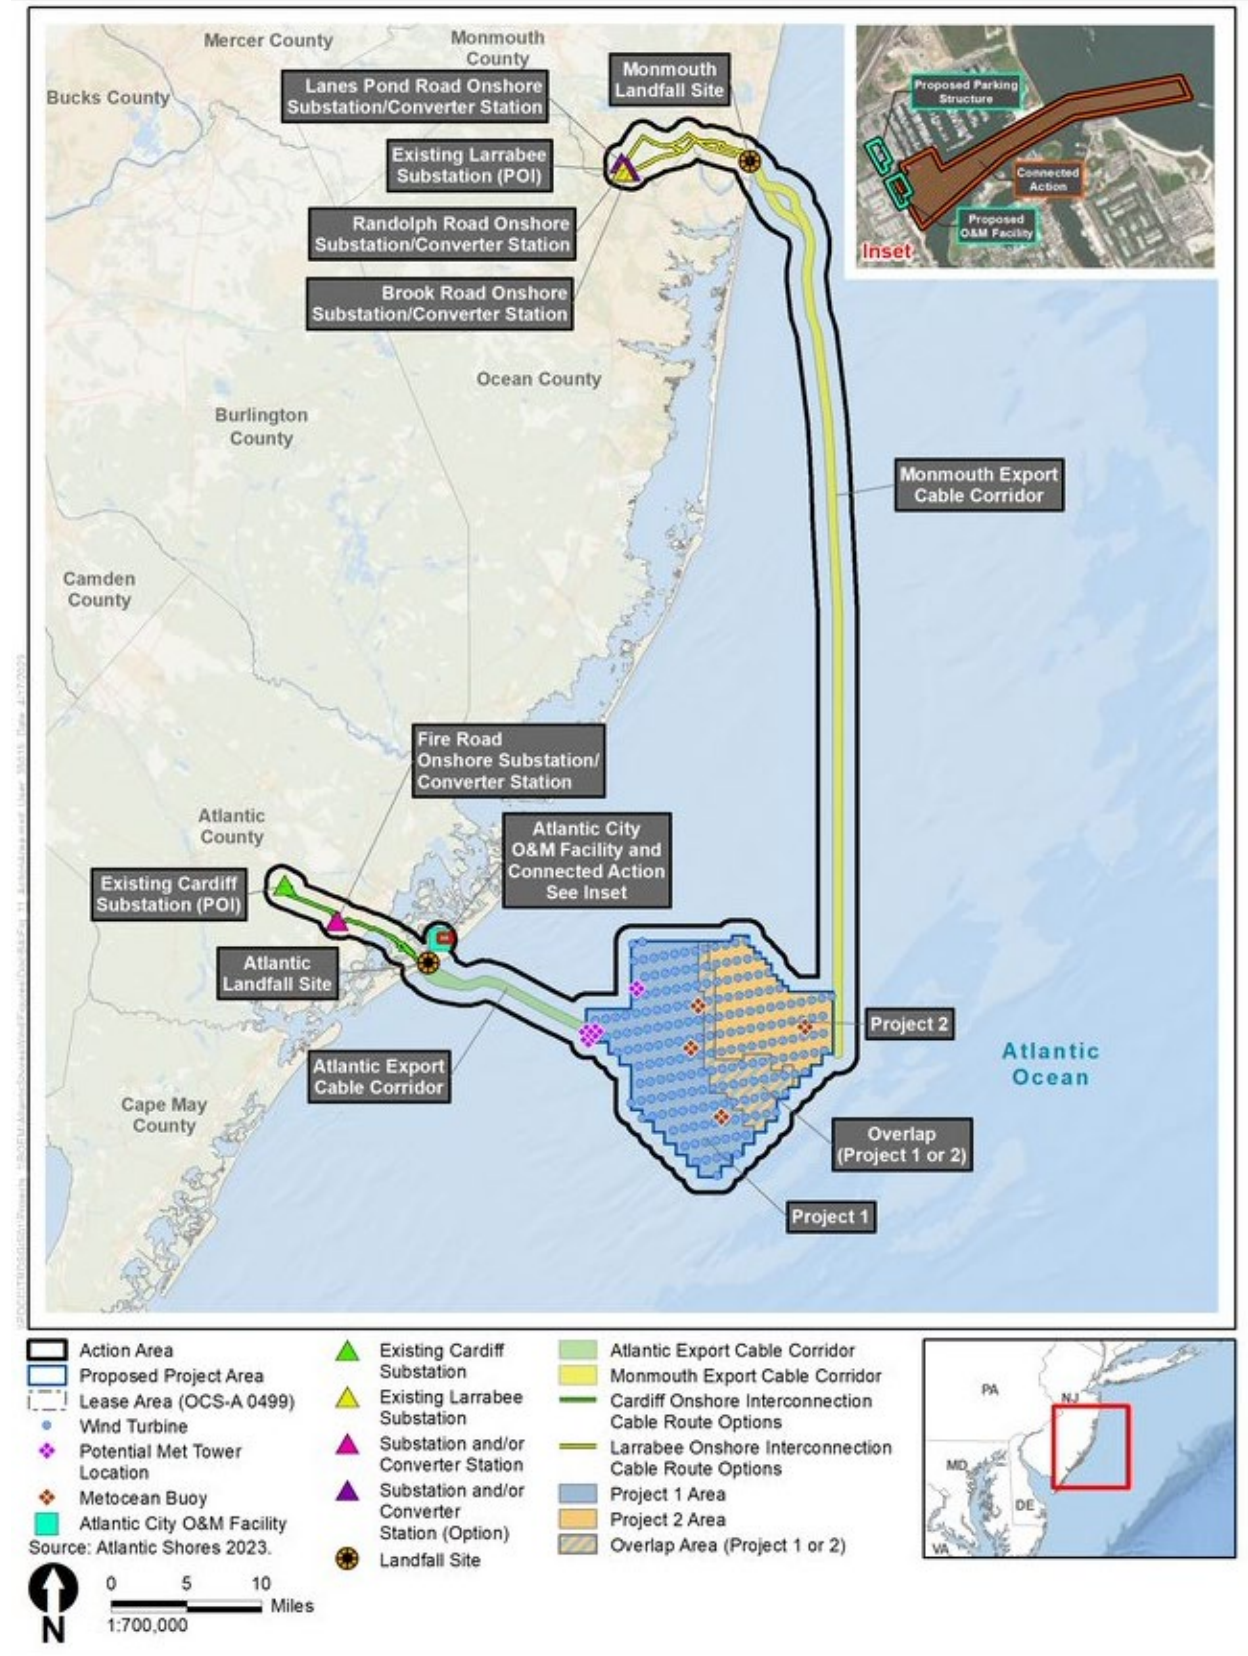 Mercer County
Monmouth
County
Bucks County
Lanes Pond Road Onshore
Substation/Converter Station
Monmouth
Landfall Site
Existing Larrabee
Substation (POI)
Randolph Road Onshore
Substation/Converter Station
Brook Road Onshore
Substation/Converter Station
Proposed Parking
Structure
Connected
Action
Proposed
O&M Facility
Inset
Ocean County
Burlington
County
Monmouth Export
Cable Corridor
Camden
County
Fire Road
Onshore Substation/
Converter Station
Atlantic
County
Atlantic City
O&M Facility and
Connected Action
See Inset
Existing Cardiff
Substation (POI)
Atlantic
Landfall Site
Project 2
Atlantic Export
Cable Corridor
Atlantic
Ocean
Cape May
County
Overlap
(Project 1 or 2)
Project 1
Action Area
Proposed Project Area
Lease Area (OCS-A 0499)
Wind Turbine
Potential Met Tower
Location
Metocean Buoy
Atlantic City O&M Facility
Source: Atlantic Shores 2023.
Existing Cardiff
Substation
Existing Larrabee
Substation
Substation and/or
Converter Station
Substation and/or
Converter
Station (Option)
Landfall Site
Atlantic Export Cable Corridor
Monmouth Export Cable Corridor
Cardiff Onshore Interconnection
Cable Route Options
Larrabee Onshore Interconnection
Cable Route Options
Project 1 Area
Project 2 Area
Overlap Area (Project 1 or 2)
PA
NJ
MD
DE
VA
N
0 5 10
Miles
1:700,000